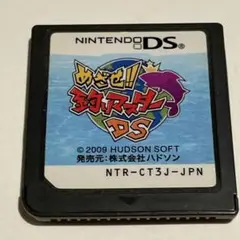 NINTENDO DS
めざせ!!
釣りマスター
DS
©2009 HUDSON SOFT
発売元:株式会社ハドソン
NTR-CT3J-JPN